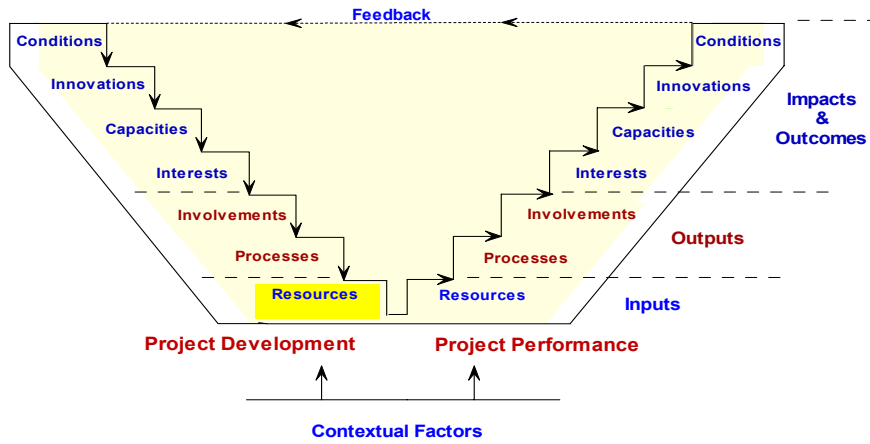 Feedback
Conditions
Conditions
Innovations
Innovations
Impacts
&
Outcomes
Capacities
Capacities
Interests
Interests
Involvements
Involvements
Outputs
Processes
Processes
Resources
Resources
Inputs
Project Development
Project Performance
Contextual Factors